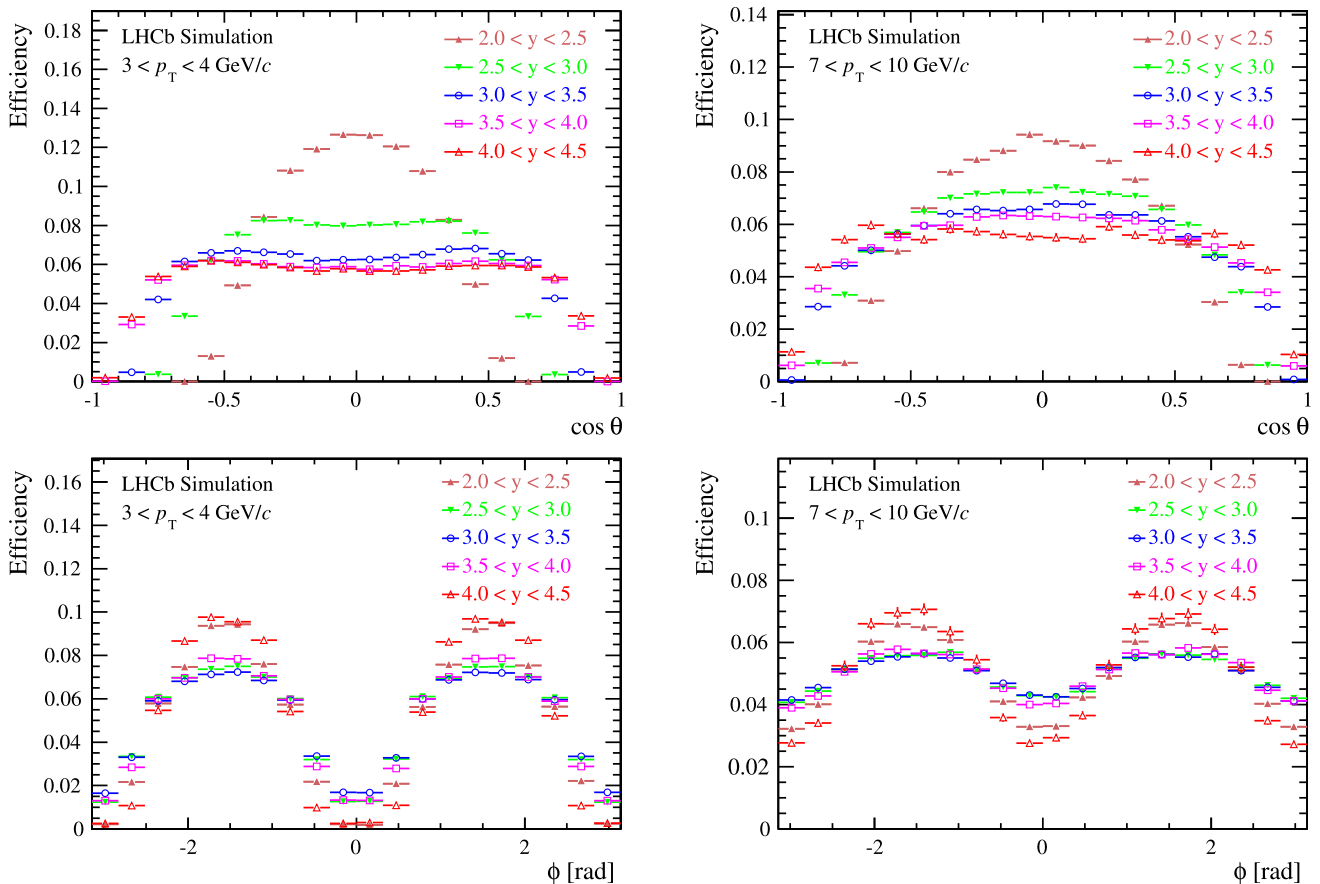 Efficiency
0.18
0.16
0.14
0.12
0.1
0.08
0.06
0.04
0.02
0
LHCb Simulation
3 < pT < 4 GeV/c
2.0 < y < 2.5
2.5 < y < 3.0
3.0 < y < 3.5
3.5 < y < 4.0
4.0 < y < 4.5
-1 -0.5 0 0.5 1
cos θ
Efficiency
0.14
0.12
0.1
0.08
0.06
0.04
0.02
0
LHCb Simulation
7 < pT < 10 GeV/c
2.0 < y < 2.5
2.5 < y < 3.0
3.0 < y < 3.5
3.5 < y < 4.0
4.0 < y < 4.5
-1 -0.5 0 0.5 1
cos θ
Efficiency
0.16
0.14
0.12
0.1
0.08
0.06
0.04
0.02
0
LHCb Simulation
3 < pT < 4 GeV/c
2.0 < y < 2.5
2.5 < y < 3.0
3.0 < y < 3.5
3.5 < y < 4.0
4.0 < y < 4.5
-2 0 2
ϕ [rad]
Efficiency
0.1
0.08
0.06
0.04
0.02
0
LHCb Simulation
7 < pT < 10 GeV/c
2.0 < y < 2.5
2.5 < y < 3.0
3.0 < y < 3.5
3.5 < y < 4.0
4.0 < y < 4.5
-2 0 2
ϕ [rad]